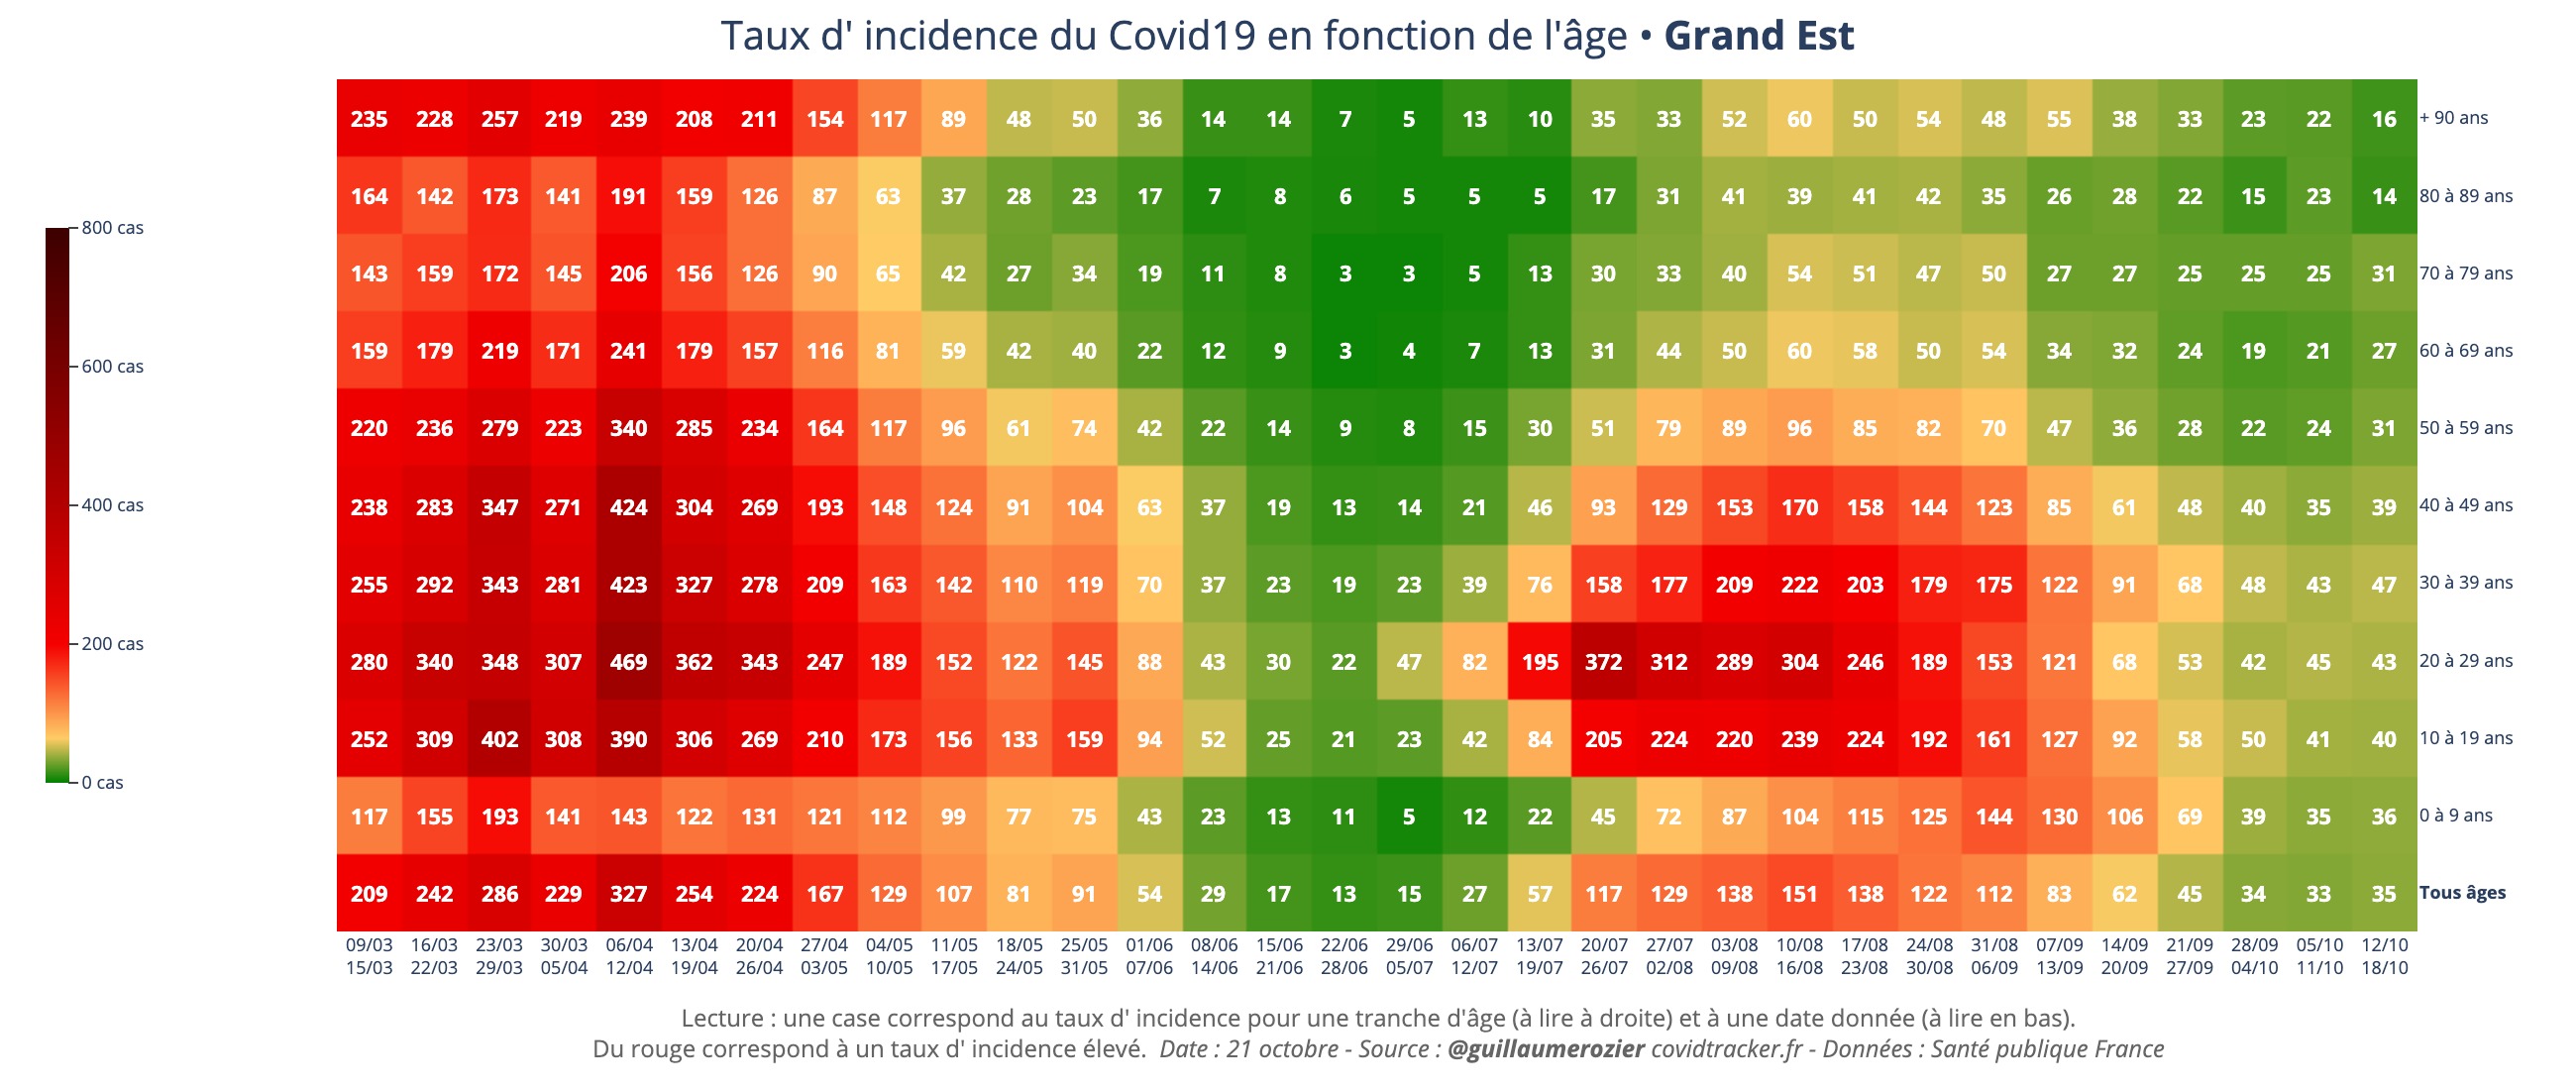 Taux d' incidence du Covid19 en fonction de l'âge • Grand Est
235 228 257 219 239 208 211 154 117 89 48 50 36 14 14 7 5 13 10 35 33 52 60 50 54 48 55 38 33 23 22 16 + 90 ans
164 142 173 141 191 159 126 87 63 37 28 23 17 7 8 6 5 5 5 17 31 41 39 41 42 35 26 28 22 15 23 14 80 à 89 ans
143 159 172 145 206 156 126 90 65 42 27 34 19 11 8 3 3 5 13 30 33 40 54 51 47 50 27 27 25 25 25 31 70 à 79 ans
159 179 219 171 241 179 157 116 81 59 42 40 22 12 9 3 4 7 13 31 44 50 60 58 50 54 34 32 24 19 21 27 60 à 69 ans
220 236 279 223 340 285 234 164 117 96 61 74 42 22 14 9 8 15 30 51 79 89 96 85 82 70 47 36 28 22 24 31 50 à 59 ans
238 283 347 271 424 304 269 193 148 124 91 104 63 37 19 13 14 21 46 93 129 153 170 158 144 123 85 61 48 40 35 39 40 à 49 ans
255 292 343 281 423 327 278 209 163 142 110 119 70 37 23 19 23 39 76 158 177 209 222 203 179 175 122 91 68 48 43 47 30 à 39 ans
280 340 348 307 469 362 343 247 189 152 122 145 88 43 30 22 47 82 195 372 312 289 304 246 189 153 121 68 53 42 45 43 20 à 29 ans
252 309 402 308 390 306 269 210 173 156 133 159 94 52 25 21 23 42 84 205 224 220 239 224 192 161 127 92 58 50 41 40 10 à 19 ans
117 155 193 141 143 122 131 121 112 99 77 75 43 23 13 11 5 12 22 45 72 87 104 115 125 144 130 106 69 39 35 36 0 à 9 ans
209 242 286 229 327 254 224 167 129 107 81 91 54 29 17 13 15 27 57 117 129 138 151 138 122 112 83 62 45 34 33 35 Tous âges
09/03 16/03 23/03 30/03 06/04 13/04 20/04 27/04 04/05 11/05 18/05 25/05 01/06 08/06 15/06 22/06 29/06 06/07 13/07 20/07 27/07 03/08 10/08 17/08 24/08 31/08 07/09 14/09 21/09 28/09 05/10 12/10
15/03 22/03 29/03 05/04 12/04 19/04 26/04 03/05 10/05 17/05 24/05 31/05 07/06 14/06 21/06 28/06 05/07 12/07 19/07 26/07 02/08 09/08 16/08 23/08 30/08 06/09 13/09 20/09 27/09 04/10 11/10 18/10
800 cas
600 cas
400 cas
200 cas
0 cas
Lecture : une case correspond au taux d' incidence pour une tranche d'âge (à lire à droite) et à une date donnée (à lire en bas).
Du rouge correspond à un taux d' incidence élevé. Date : 21 octobre - Source : @guillaumerozier covidtracker.fr - Données : Santé publique France